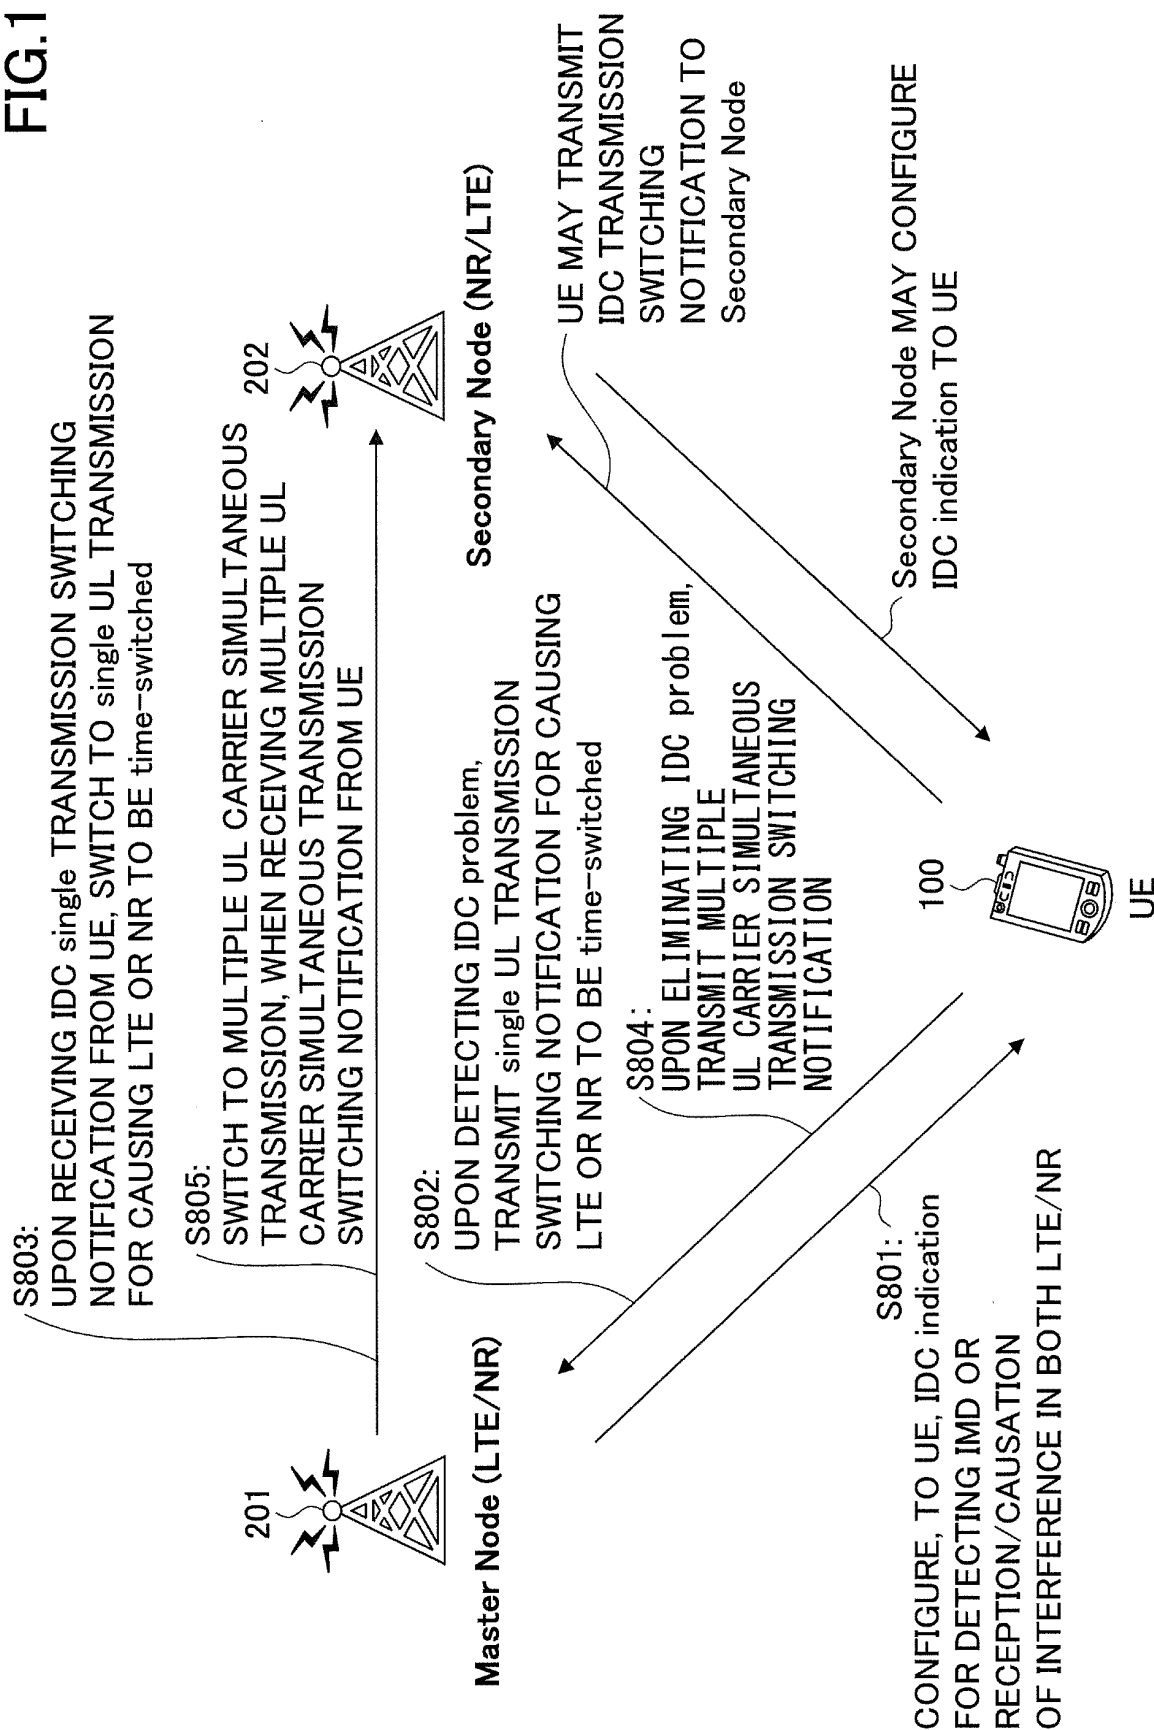 FIG.1
S803:
UPON RECEIVING IDC single TRANSMISSION SWITCHING
NOTIFICATION FROM UE, SWITCH TO single UL TRANSMISSION
FOR CAUSING LTE OR NR TO BE time-switched
S805:
SWITCH TO MULTIPLE UL CARRIER SIMULTANEOUS
TRANSMISSION, WHEN RECEIVING MULTIPLE UL
CARRIER SIMULTANEOUS TRANSMISSION
SWITCHING NOTIFICATION FROM UE
201
Master Node (LTE/NR)
202
Secondary Node (NR/LTE)
S802:
UPON DETECTING IDC problem,
TRANSMIT single UL TRANSMISSION
SWITCHING NOTIFICATION FOR CAUSING
LTE OR NR TO BE time-switched
S804:
UPON ELIMINATING IDC problem,
TRANSMIT MULTIPLE
UL CARRIER SIMULTANEOUS
TRANSMISSION SWITCHING
NOTIFICATION
UE MAY TRANSMIT
IDC TRANSMISSION
SWITCHING
NOTIFICATION TO
Secondary Node
S801:
CONFIGURE, TO UE, IDC indication
FOR DETECTING IMD OR
RECEPTION/CAUSATION
OF INTERFERENCE IN BOTH LTE/NR
100
UE
Secondary Node MAY CONFIGURE
IDC indication TO UE